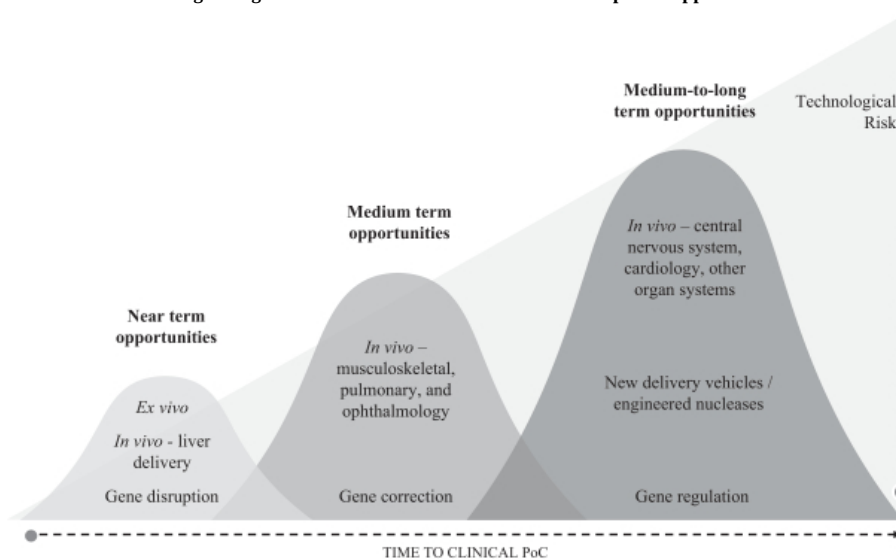 Medium-to-long
term opportunities
Technological
Risk
Medium term
opportunities
In vivo – central
nervous system,
cardiology, other
organ systems
Near term
opportunities
In vivo –
musculoskeletal,
pulmonary, and
ophthalmology
New delivery vehicles /
engineered nucleases
Ex vivo
In vivo - liver
delivery
Gene disruption
Gene correction
Gene regulation
TIME TO CLINICAL PoC